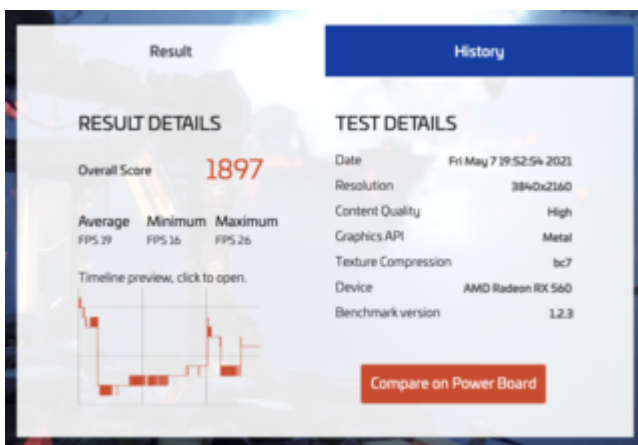 Result
History
RESULT DETAILS
Overall Score 1897
Average Minimum Maximum
FPS 19 FPS 16 FPS 26
Timeline preview, click to open.
TEST DETAILS
Date Fri May 7 19:52:54 2021
Resolution 3840x2160
Content Quality High
Graphics API Metal
Texture Compression bc7
Device AMD Radeon RX 560
Benchmark version 1.2.3
Compare on Power Board